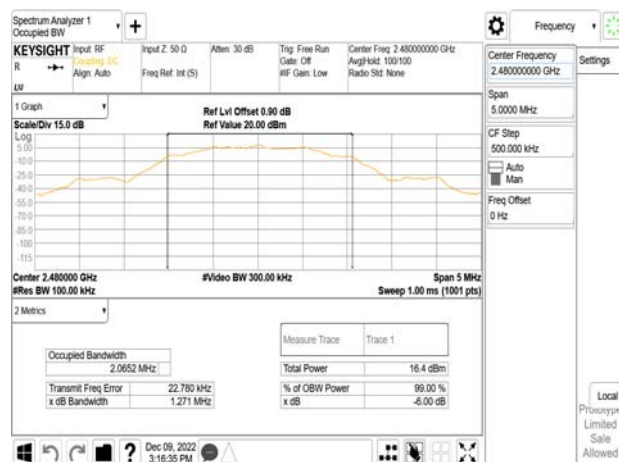 Spectrum Analyzer 1
Occupied BW
Frequency
KEYSIGHT
Input: RF
Coupling: DC
Align: Auto
Input Z: 50 Ω
Freq Ref: Int (S)
Atten: 30 dB
Trig: Free Run
Gate: Off
#IF Gain: Low
Center Freq: 2.480000000 GHz
Avg|Hold: 100/100
Radio Std: None
R
Center Frequency
2.480000000 GHz
Settings
Span
5.0000 MHz
CF Step
500.000 kHz
Auto
Man
Freq Offset
0 Hz
1 Graph
Scale/Div 15.0 dB
Ref Lvl Offset 0.90 dB
Ref Value 20.00 dBm
Log
5.00
-10.0
-25.0
-40.0
-55.0
-70.0
-85.0
-100
-115
Center 2.480000 GHz
#Res BW 100.00 kHz
#Video BW 300.00 kHz
Span 5 MHz
Sweep 1.00 ms (1001 pts)
2 Metrics
Measure Trace
Trace 1
Occupied Bandwidth
2.0652 MHz
Total Power
16.4 dBm
Transmit Freq Error
22.780 kHz
% of OBW Power
99.00 %
x dB Bandwidth
1.271 MHz
x dB
-6.00 dB
Local
Prototype
Limited
Sale
Allowed
Dec 09, 2022
3:16:35 PM